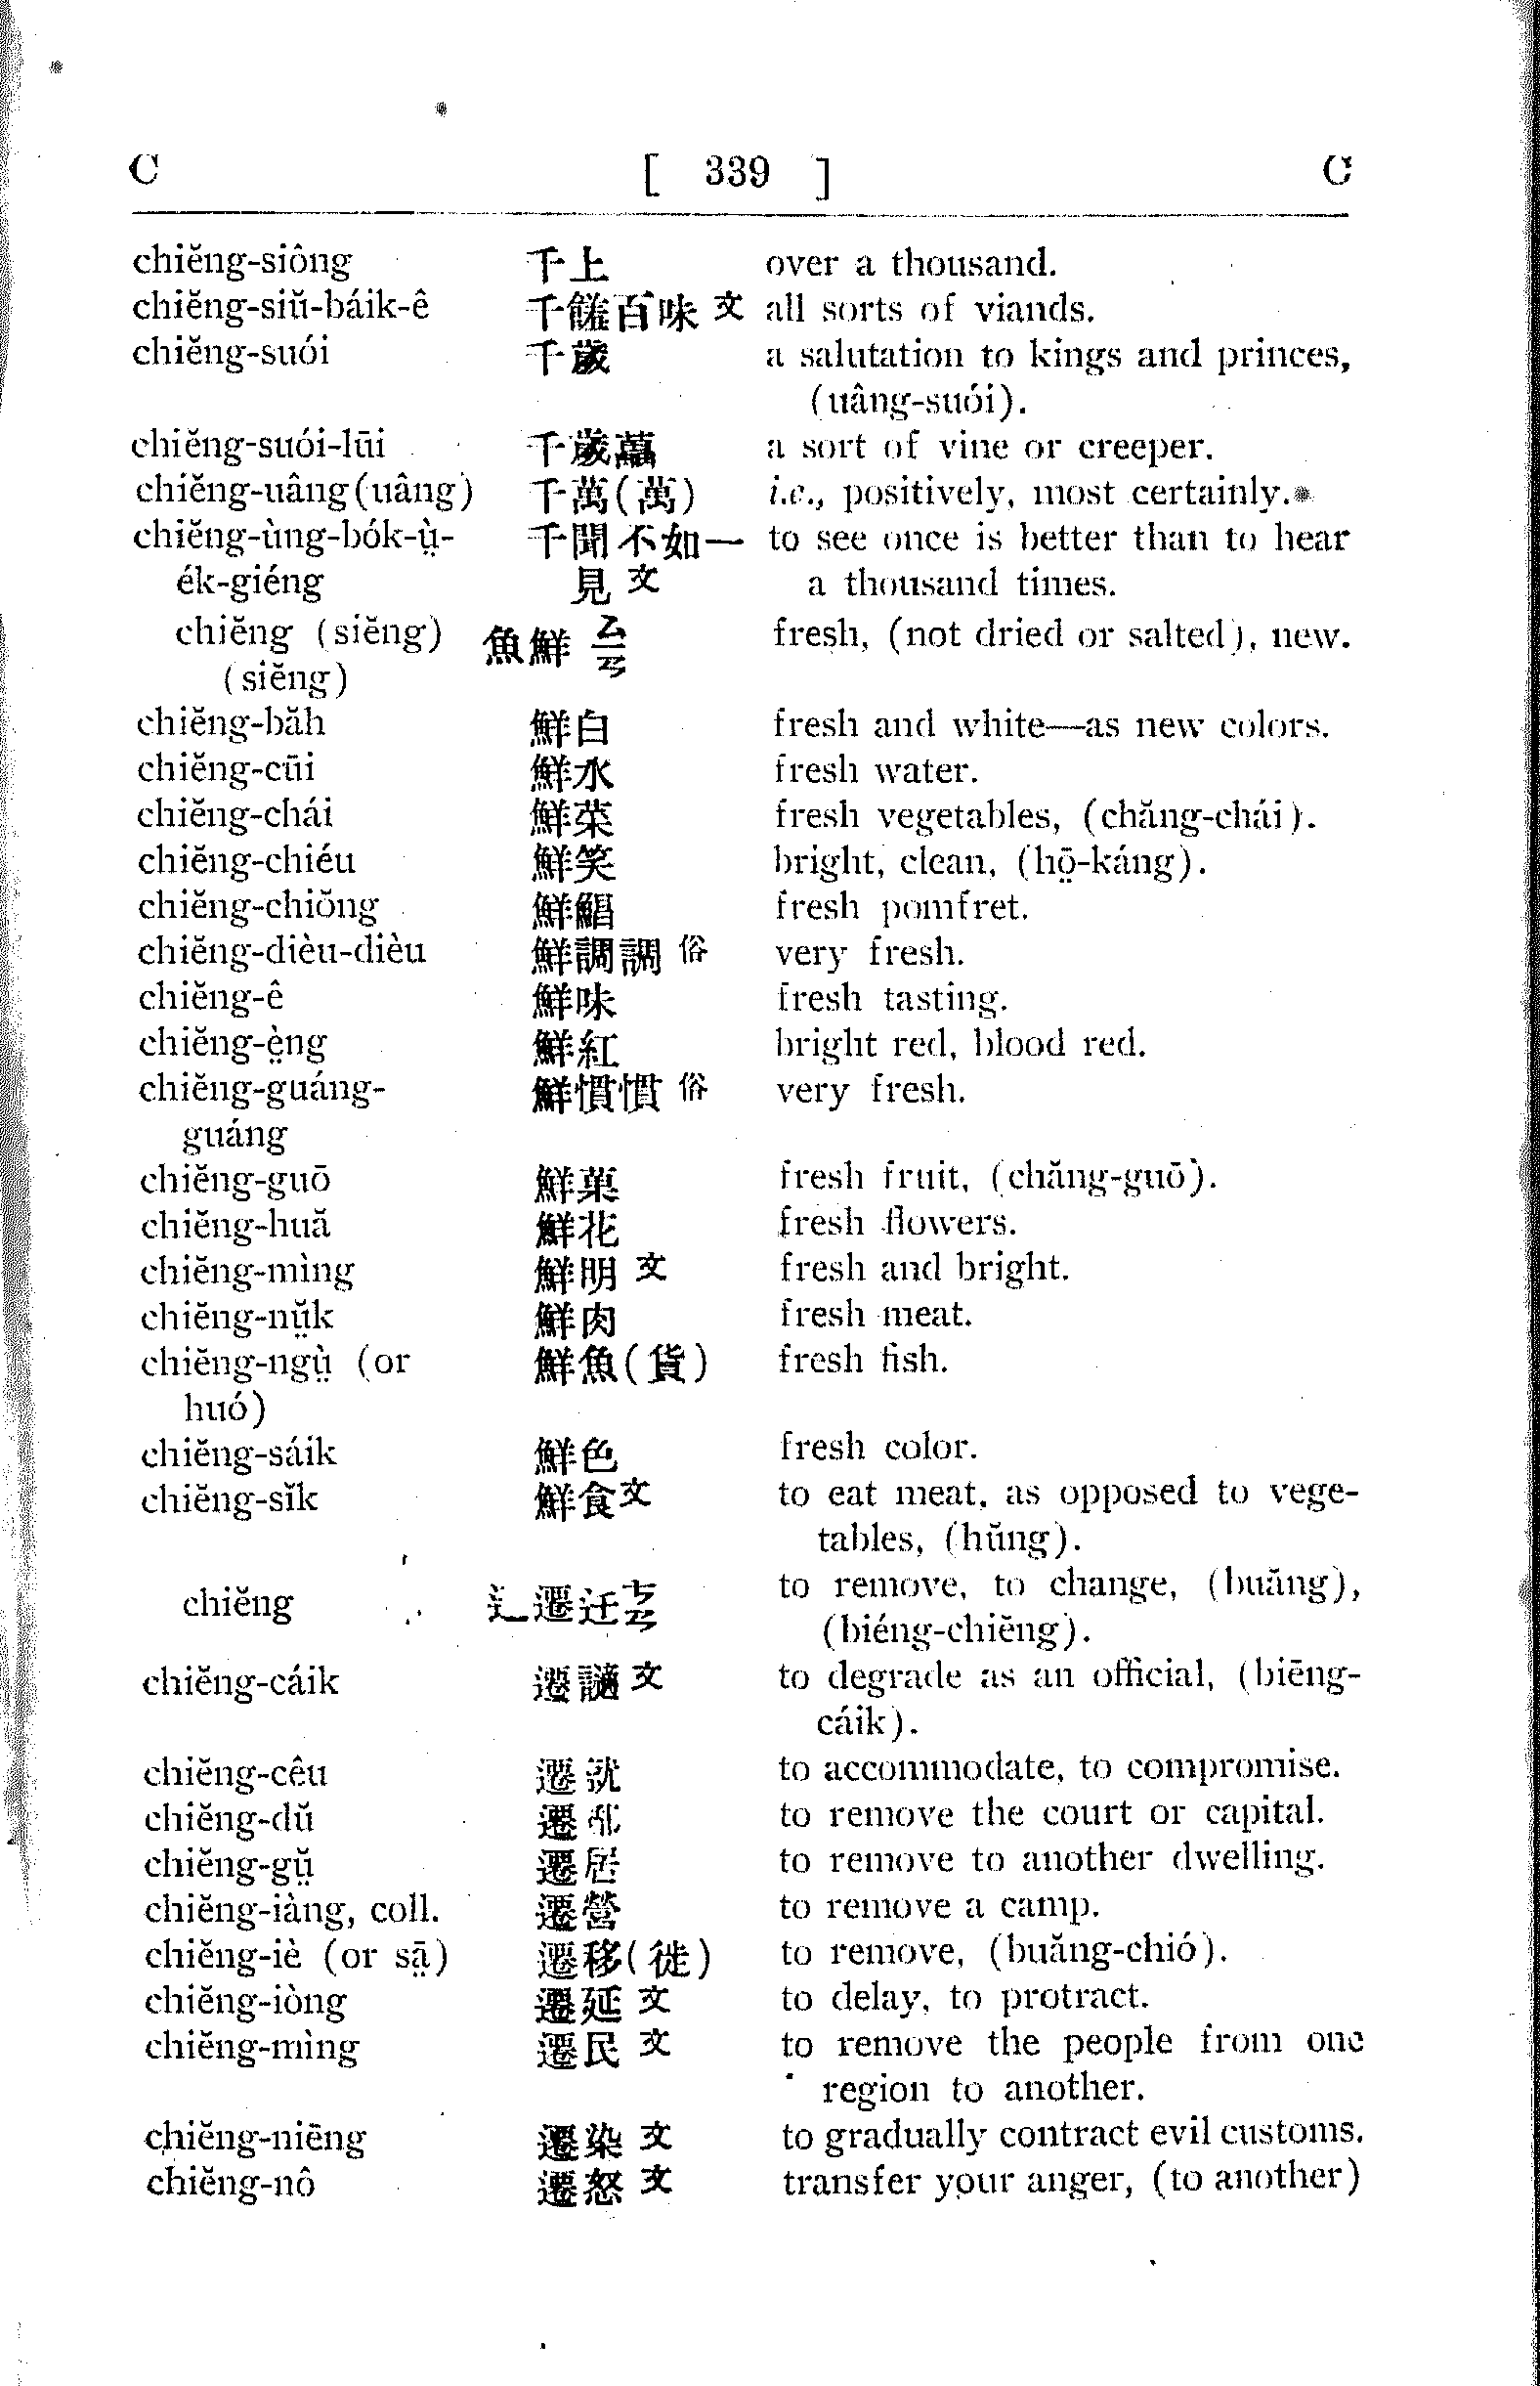 C [ 339 ] C
chiĕng-siông 千上 over a thousand.
chiĕng-siŭ-báik-ê 千饈百味 文 all sorts of viands.
chiĕng-suói 千歲 a salutation to kings and princes,
(uâng-suói).
chiĕng-suói-lūi 千歲藟 a sort of vine or creeper.
chiĕng-uâng(uâng) 千萬(萬) i.e., positively, most certainly.
chiĕng-ùng-bók-ṳ̀- 千聞不如一 to see once is better than to hear
ék-giéng 見 文 a thousand times.
chiĕng (siĕng) 魚鮮 ㄙㄢ fresh, (not dried or salted), new.
(siĕng)
chiĕng-băh 鮮白 fresh and white—as new colors.
chiĕng-cūi 鮮水 fresh water.
chiĕng-chái 鮮菜 fresh vegetables, (chăng-chái).
chiĕng-chiéu 鮮笑 bright, clean, (hō̤-káng).
chiĕng-chiŏng 鮮鯧 fresh pomfret.
chiĕng-dièu-dièu 鮮調調 俗 very fresh.
chiĕng-ê 鮮味 fresh tasting.
chiĕng-è̤ng 鮮紅 bright red, blood red.
chiĕng-guáng- 鮮慣慣 俗 very fresh.
guáng
chiĕng-guō 鮮菓 fresh fruit, (chăng-guō).
chiĕng-huă 鮮花 fresh flowers.
chiĕng-mìng 鮮明 文 fresh and bright.
chiĕng-nṳ̆k 鮮肉 fresh meat.
chiĕng-ngṳ̀ (or 鮮魚(貨) fresh fish.
huó)
chiĕng-sáik 鮮色 fresh color.
chiĕng-sĭk 鮮食 文 to eat meat, as opposed to vege-
tables, (hŭng).
chiĕng 辶遷迁 ㄘㄢ to remove, to change, (buăng),
(biéng-chiĕng).
chiĕng-cáik 遷謫 文 to degrade as an official, (biēng-
cáik).
chiĕng-cêu 遷就 to accommodate, to compromise.
chiĕng-dŭ 遷都 to remove the court or capital.
chiĕng-gṳ̆ 遷居 to remove to another dwelling.
chiĕng-iàng, coll. 遷營 to remove a camp.
chiĕng-iè (or sā̤) 遷移(徙) to remove, (buăng-chió).
chiĕng-iòng 遷延 文 to delay, to protract.
chiĕng-mìng 遷民 文 to remove the people from one
region to another.
chiĕng-niēng 遷染 文 to gradually contract evil customs.
chiĕng-nô 遷怒 文 transfer your anger, (to another)